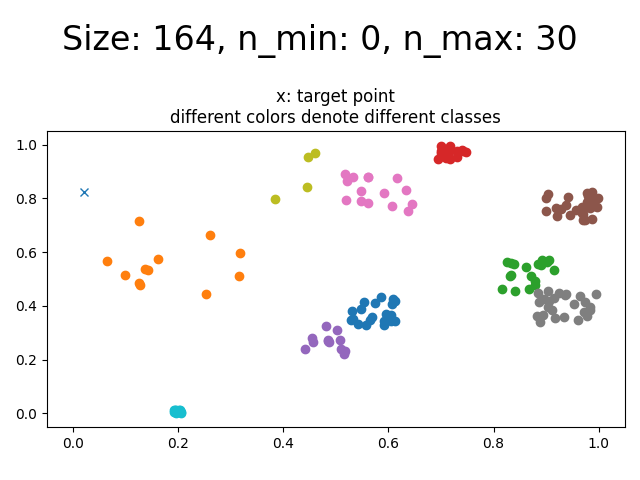 Size: 164, n_min: 0, n_max: 30
x: target point
different colors denote different classes
1.0
0.8
0.6
0.4
0.2
0.0
0.0 0.2 0.4 0.6 0.8 1.0